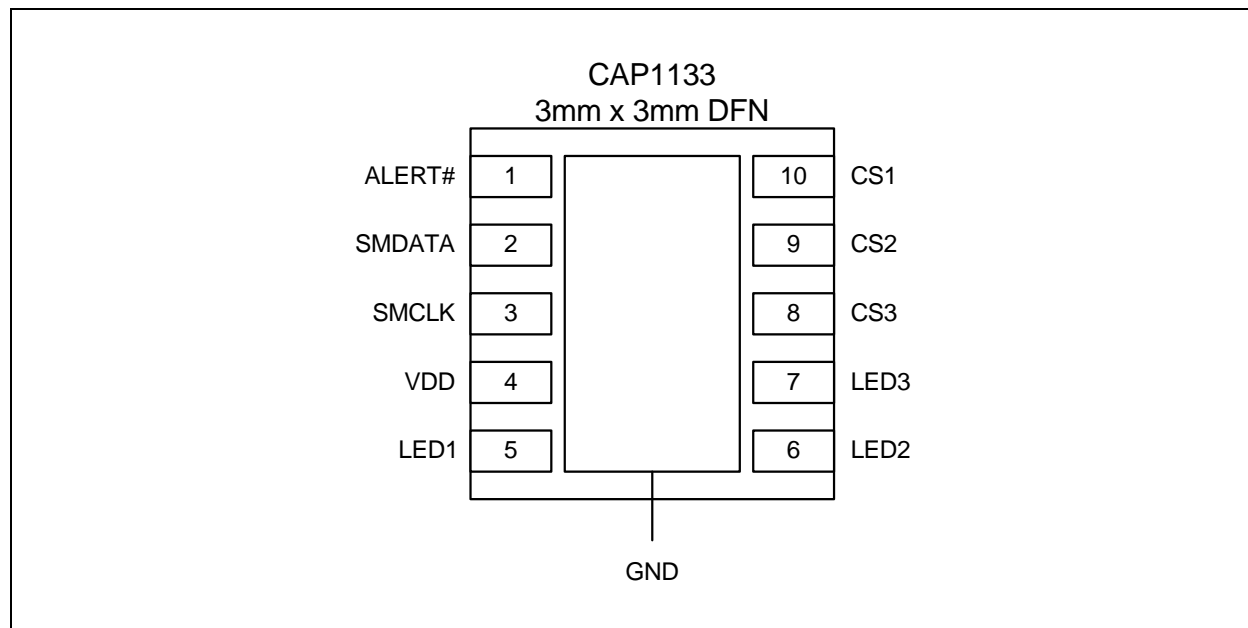 CAP1133
3mm x 3mm DFN
ALERT# 1 10 CS1
SMDATA 2 9 CS2
SMCLK 3 8 CS3
VDD 4 7 LED3
LED1 5 6 LED2
GND